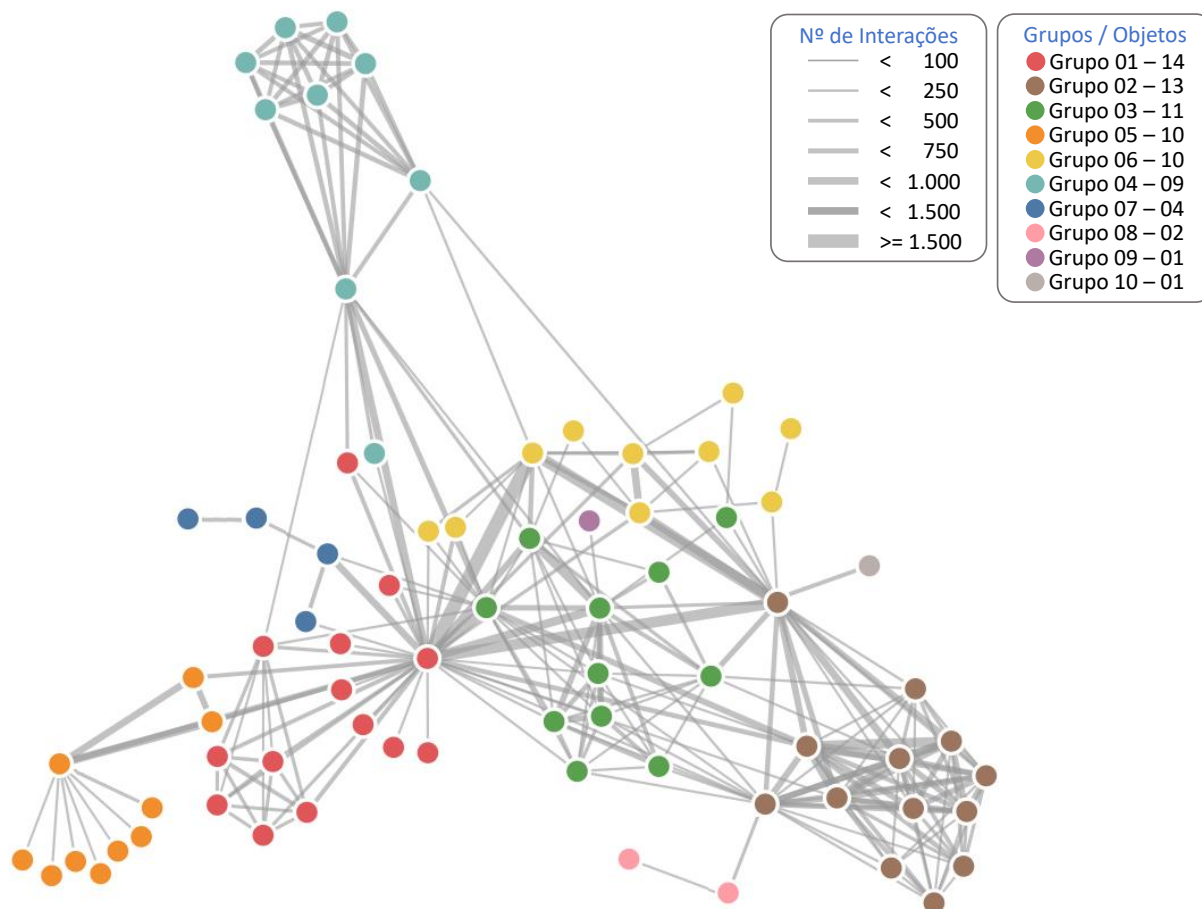 Nº de Interações
< 100
< 250
< 500
< 750
< 1.000
< 1.500
>= 1.500
Grupos / Objetos
Grupo 01 – 14
Grupo 02 – 13
Grupo 03 – 11
Grupo 05 – 10
Grupo 06 – 10
Grupo 04 – 09
Grupo 07 – 04
Grupo 08 – 02
Grupo 09 – 01
Grupo 10 – 01